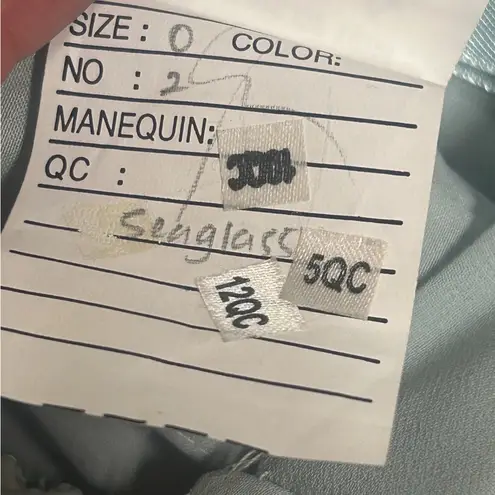 SIZE: 0 COLOR:
NO : 2
MANEQUIN:
QC :
Seaglass
5QC
12QC